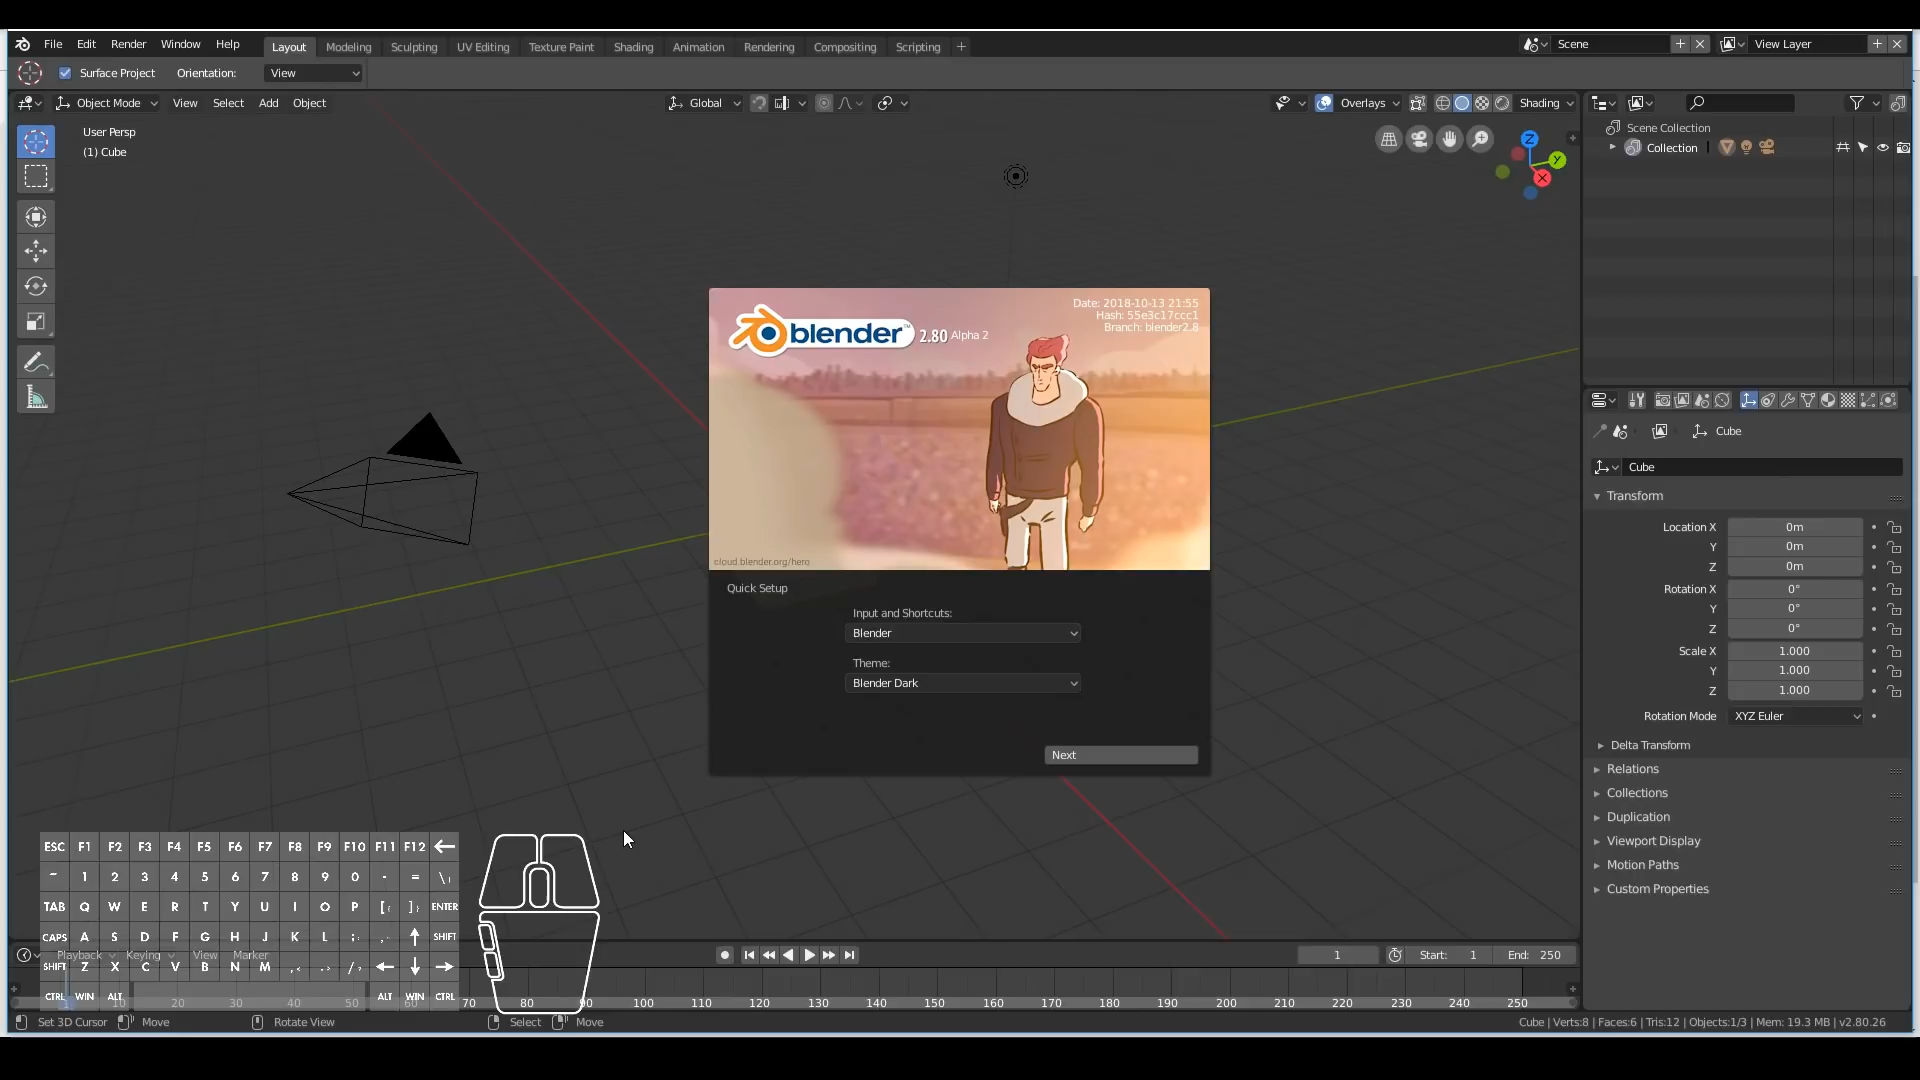 File Edit Render Window Help Layout Modeling Sculpting UV Editing Texture Paint Shading Animation Rendering Compositing Scripting + Scene View Layer
Surface Project Orientation: View
Object Mode View Select Add Object Global Overlays Shading
User Persp
(1) Cube
Z
Y
X
Scene Collection
Collection
blender 2.80 Alpha 2
Date: 2018-10-13 21:55
Hash: 55e3c17ccc1
Branch: blender2.8
cloud.blender.org/hero
Quick Setup
Input and Shortcuts:
Blender
Theme:
Blender Dark
Next
Cube
Cube
Transform
Location X 0m
Y 0m
Z 0m
Rotation X 0°
Y 0°
Z 0°
Scale X 1.000
Y 1.000
Z 1.000
Rotation Mode XYZ Euler
Delta Transform
Relations
Collections
Duplication
Viewport Display
Motion Paths
Custom Properties
ESC F1 F2 F3 F4 F5 F6 F7 F8 F9 F10 F11 F12
~ 1 2 3 4 5 6 7 8 9 0 - = \|
TAB Q W E R T Y U I O P [{ ]} ENTER
CAPS A S D F G H J K L ;: SHIFT
Playback Keying View Marker 1 Start: 1 End: 250
SHIFT Z X C V B N M ,< .> /?
CTRL WIN ALT ALT WIN CTRL
1 10 20 30 40 50 60 70 80 90 100 110 120 130 140 150 160 170 180 190 200 210 220 230 240 250
Set 3D Cursor Move Rotate View Select Move Cube | Verts:8 | Faces:6 | Tris:12 | Objects:1/3 | Mem: 19.3 MB | v2.80.26